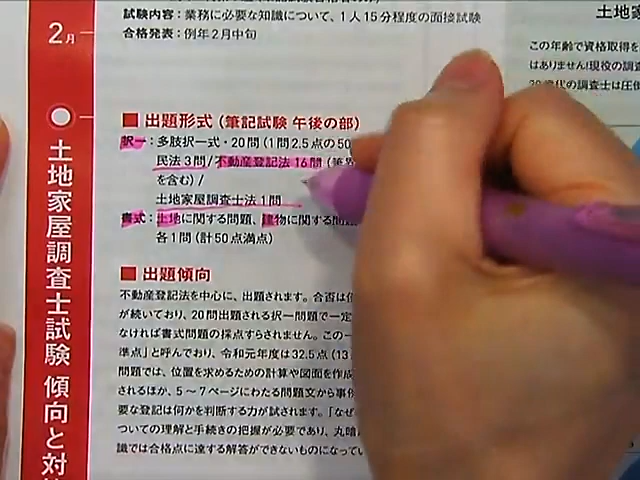 試験内容：業務に必要な知識について、1人15分程度の面接試験
合格発表：例年2月中旬
2月
土地家
この年齢で資格取得を
はありません!現役の調査
代の調査士は圧倒
■ 出題形式（筆記試験 午後の部）
択一：多肢択一式・20問（1問2.5点の50
民法3問/不動産登記法16問（筆界
を含む）/
土地家屋調査士法1問
書式：土地に関する問題、建物に関する問題
各1問（計50点満点）
■ 出題傾向
不動産登記法を中心に、出題されます。合否は
が続いており、20問出題される択一問題で一定
なければ書式問題の採点すらされません。この一
準点」と呼んでおり、令和元年度は32.5点（13
問題では、位置を求めるための計算や図面を作成
されるほか、5～7ページにわたる問題文から事例
要な登記は何かを判断する力が試されます。「なぜ
ついての理解と手続きの把握が必要であり、丸暗
識では合格点に達する解答ができないものになってい
土地家屋調査士試験 傾向と対